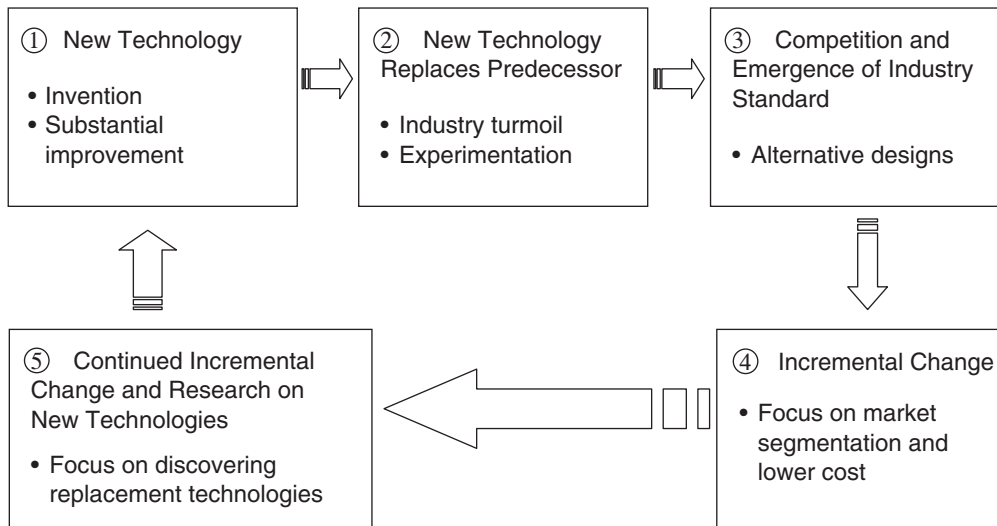 ① New Technology
• Invention
• Substantial
improvement
② New Technology
Replaces Predecessor
• Industry turmoil
• Experimentation
③ Competition and
Emergence of Industry
Standard
• Alternative designs
④ Incremental Change
• Focus on market
segmentation and
lower cost
⑤ Continued Incremental
Change and Research on
New Technologies
• Focus on discovering
replacement technologies